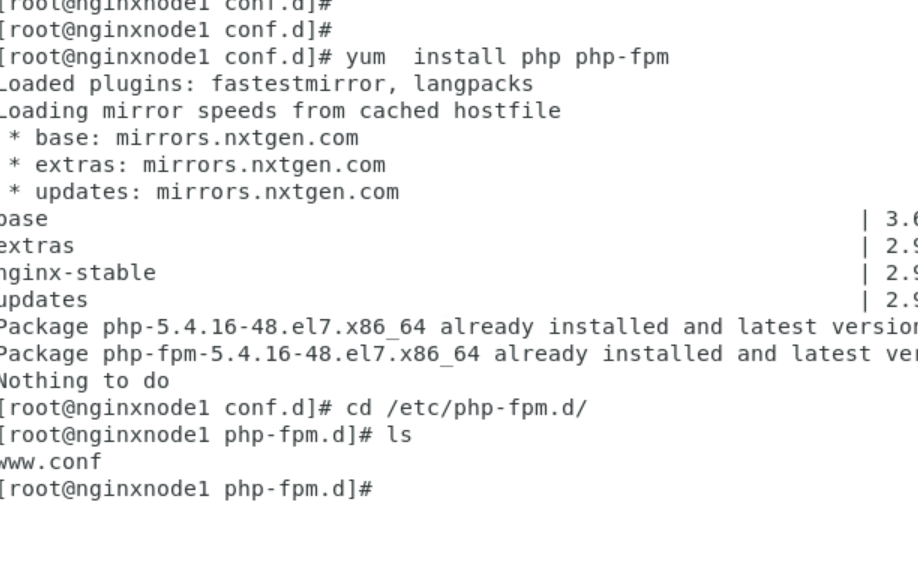 [root@nginxnode1 conf.d]#
[root@nginxnode1 conf.d]#
[root@nginxnode1 conf.d]# yum  install php php-fpm
Loaded plugins: fastestmirror, langpacks
Loading mirror speeds from cached hostfile
 * base: mirrors.nxtgen.com
 * extras: mirrors.nxtgen.com
 * updates: mirrors.nxtgen.com
base | 3.6
extras | 2.9
nginx-stable | 2.9
updates | 2.9
Package php-5.4.16-48.el7.x86_64 already installed and latest version
Package php-fpm-5.4.16-48.el7.x86_64 already installed and latest ver
Nothing to do
[root@nginxnode1 conf.d]# cd /etc/php-fpm.d/
[root@nginxnode1 php-fpm.d]# ls
www.conf
[root@nginxnode1 php-fpm.d]#